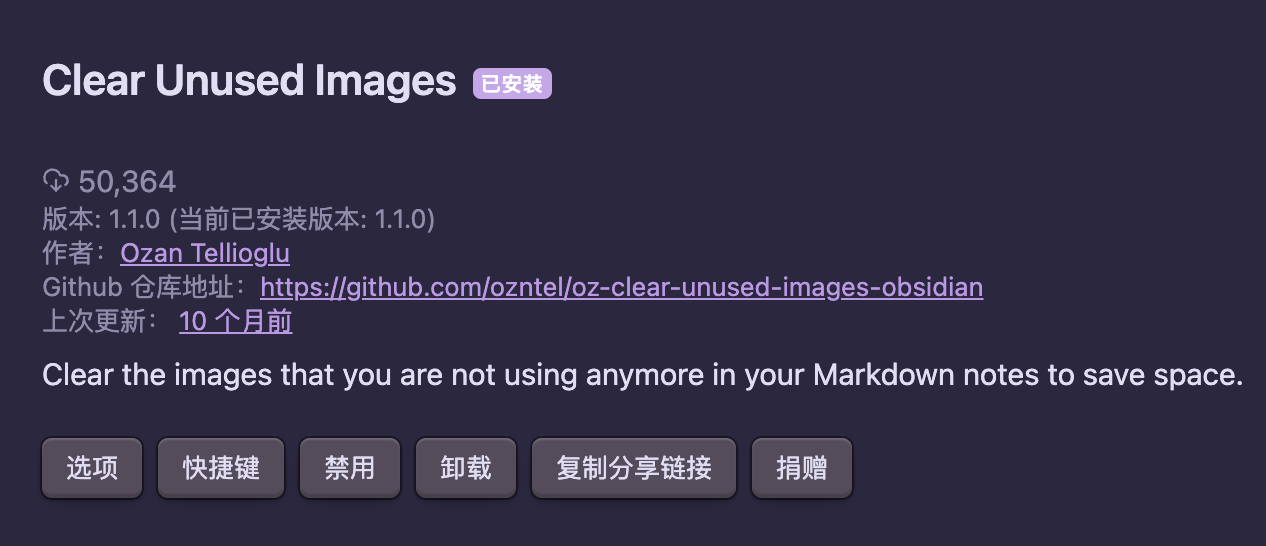 Clear Unused Images 已安装
50,364
版本: 1.1.0 (当前已安装版本: 1.1.0)
作者： Ozan Tellioglu
Github 仓库地址： https://github.com/ozntel/oz-clear-unused-images-obsidian
上次更新： 10 个月前
Clear the images that you are not using anymore in your Markdown notes to save space.
选项 快捷键 禁用 卸载 复制分享链接 捐赠